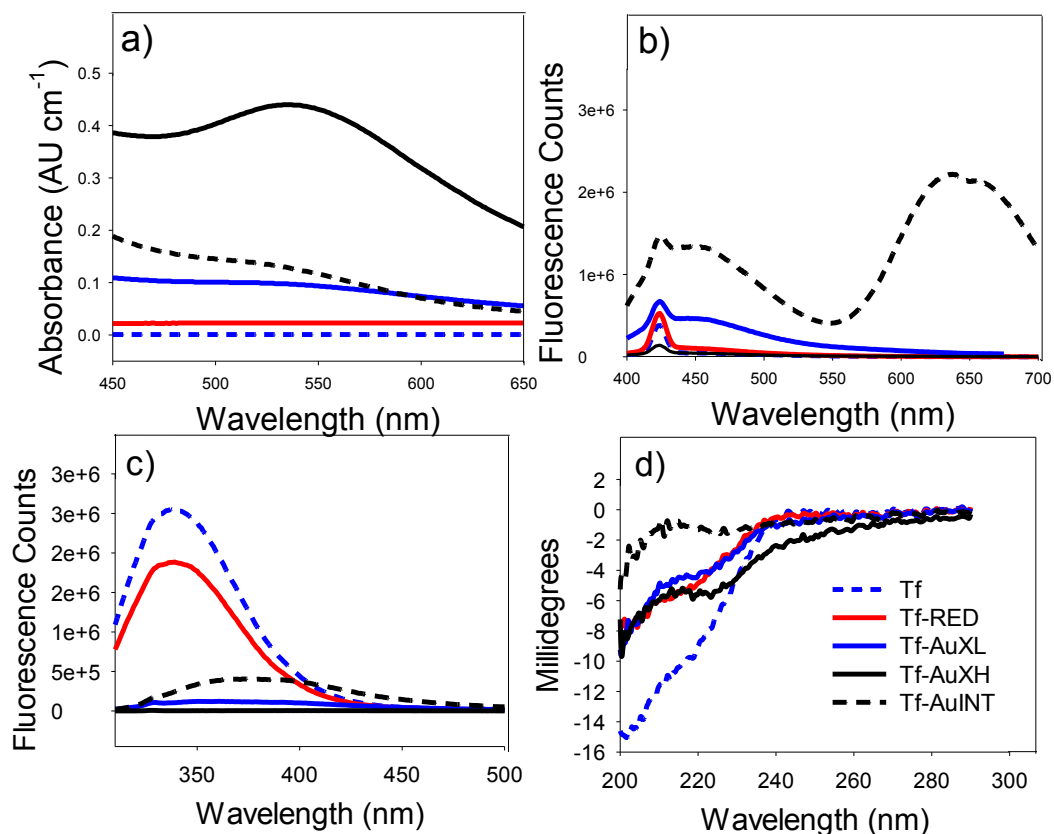 a)
Absorbance (AU cm⁻¹)
0.5
0.4
0.3
0.2
0.1
0.0
450 500 550 600 650
Wavelength (nm)
b)
Fluorescence Counts
3e+6
2e+6
1e+6
0
400 450 500 550 600 650 700
Wavelength (nm)
c)
Fluorescence Counts
3e+6
3e+6
2e+6
2e+6
1e+6
5e+5
0
350 400 450 500
Wavelength (nm)
d)
Millidegrees
2
0
-2
-4
-6
-8
-10
-12
-14
-16
Tf
Tf-RED
Tf-AuXL
Tf-AuXH
Tf-AuINT
200 220 240 260 280 300
Wavelength (nm)